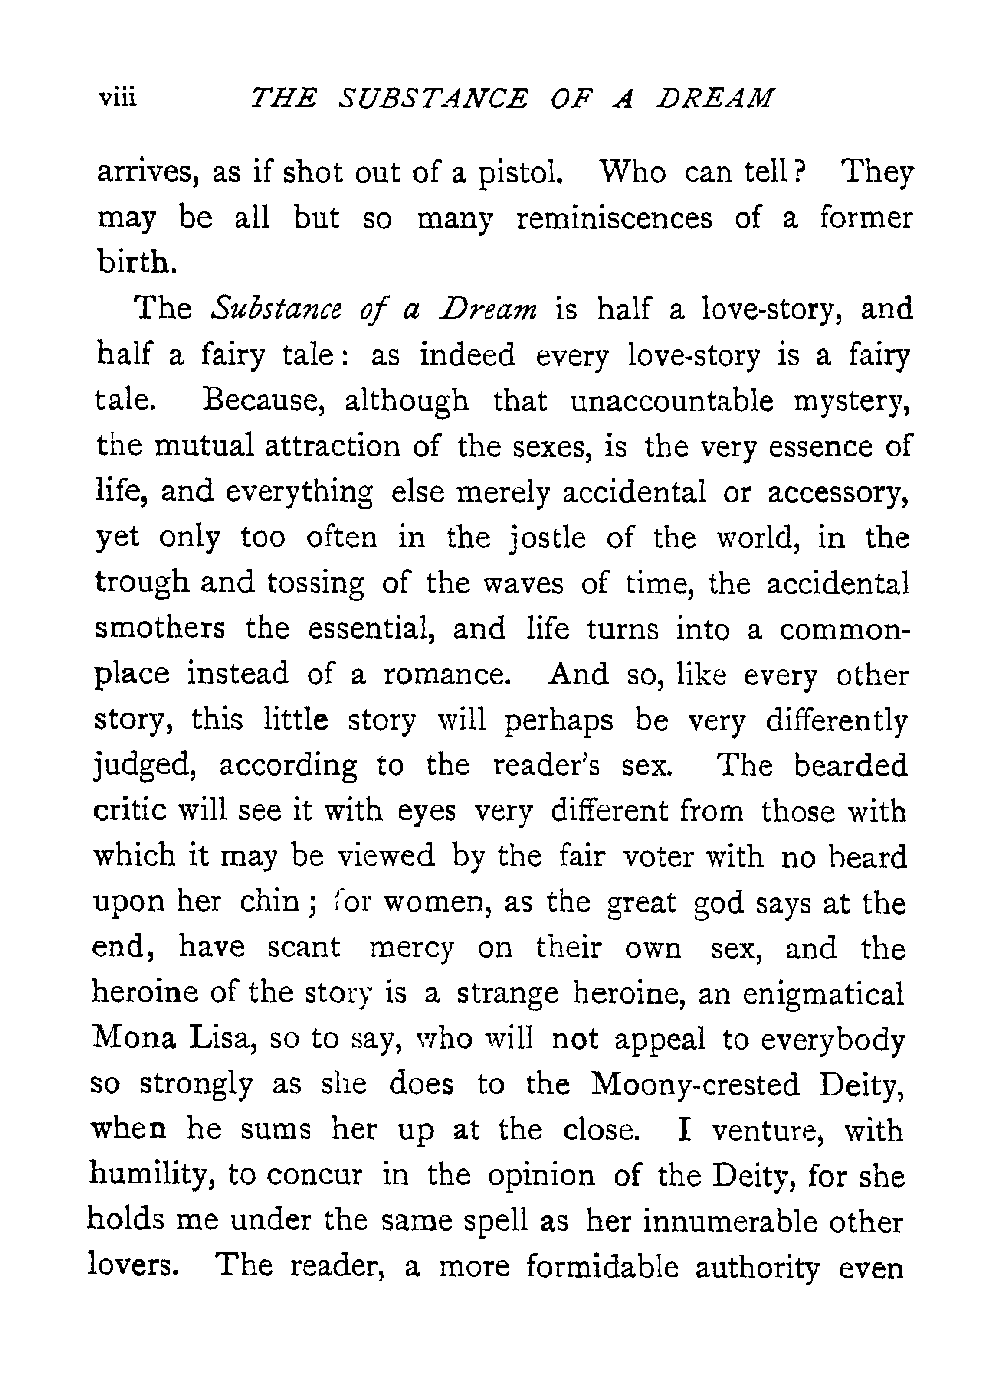 viii THE SUBSTANCE OF A DREAM
arrives, as if shot out of a pistol. Who can tell? They
may be all but so many reminiscences of a former
birth.
The Substance of a Dream is half a love-story, and
half a fairy tale: as indeed every love-story is a fairy
tale. Because, although that unaccountable mystery,
the mutual attraction of the sexes, is the very essence of
life, and everything else merely accidental or accessory,
yet only too often in the jostle of the world, in the
trough and tossing of the waves of time, the accidental
smothers the essential, and life turns into a common-
place instead of a romance. And so, like every other
story, this little story will perhaps be very differently
judged, according to the reader's sex. The bearded
critic will see it with eyes very different from those with
which it may be viewed by the fair voter with no beard
upon her chin; for women, as the great god says at the
end, have scant mercy on their own sex, and the
heroine of the story is a strange heroine, an enigmatical
Mona Lisa, so to say, who will not appeal to everybody
so strongly as she does to the Moony-crested Deity,
when he sums her up at the close. I venture, with
humility, to concur in the opinion of the Deity, for she
holds me under the same spell as her innumerable other
lovers. The reader, a more formidable authority even